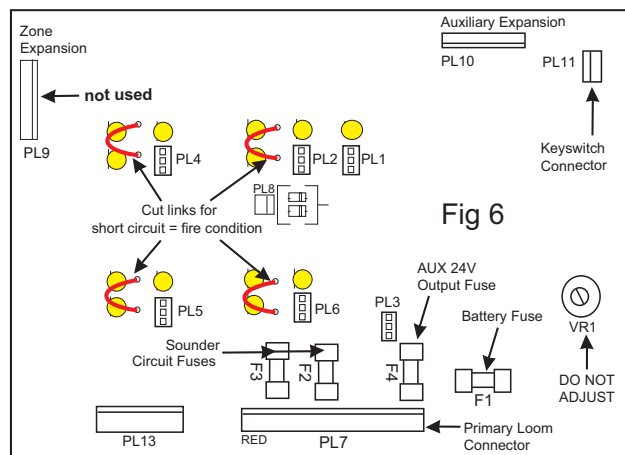 Zone
Expansion
not used
PL9
Auxiliary Expansion
PL10
PL11
Keyswitch
Connector
PL4
PL2
PL1
PL8
Cut links for
short circuit = fire condition
Fig 6
PL5
PL6
PL3
AUX 24V
Output Fuse
Battery Fuse
VR1
DO NOT
ADJUST
Sounder
Circuit Fuses
F3
F2
F4
F1
PL13
RED
PL7
Primary Loom
Connector